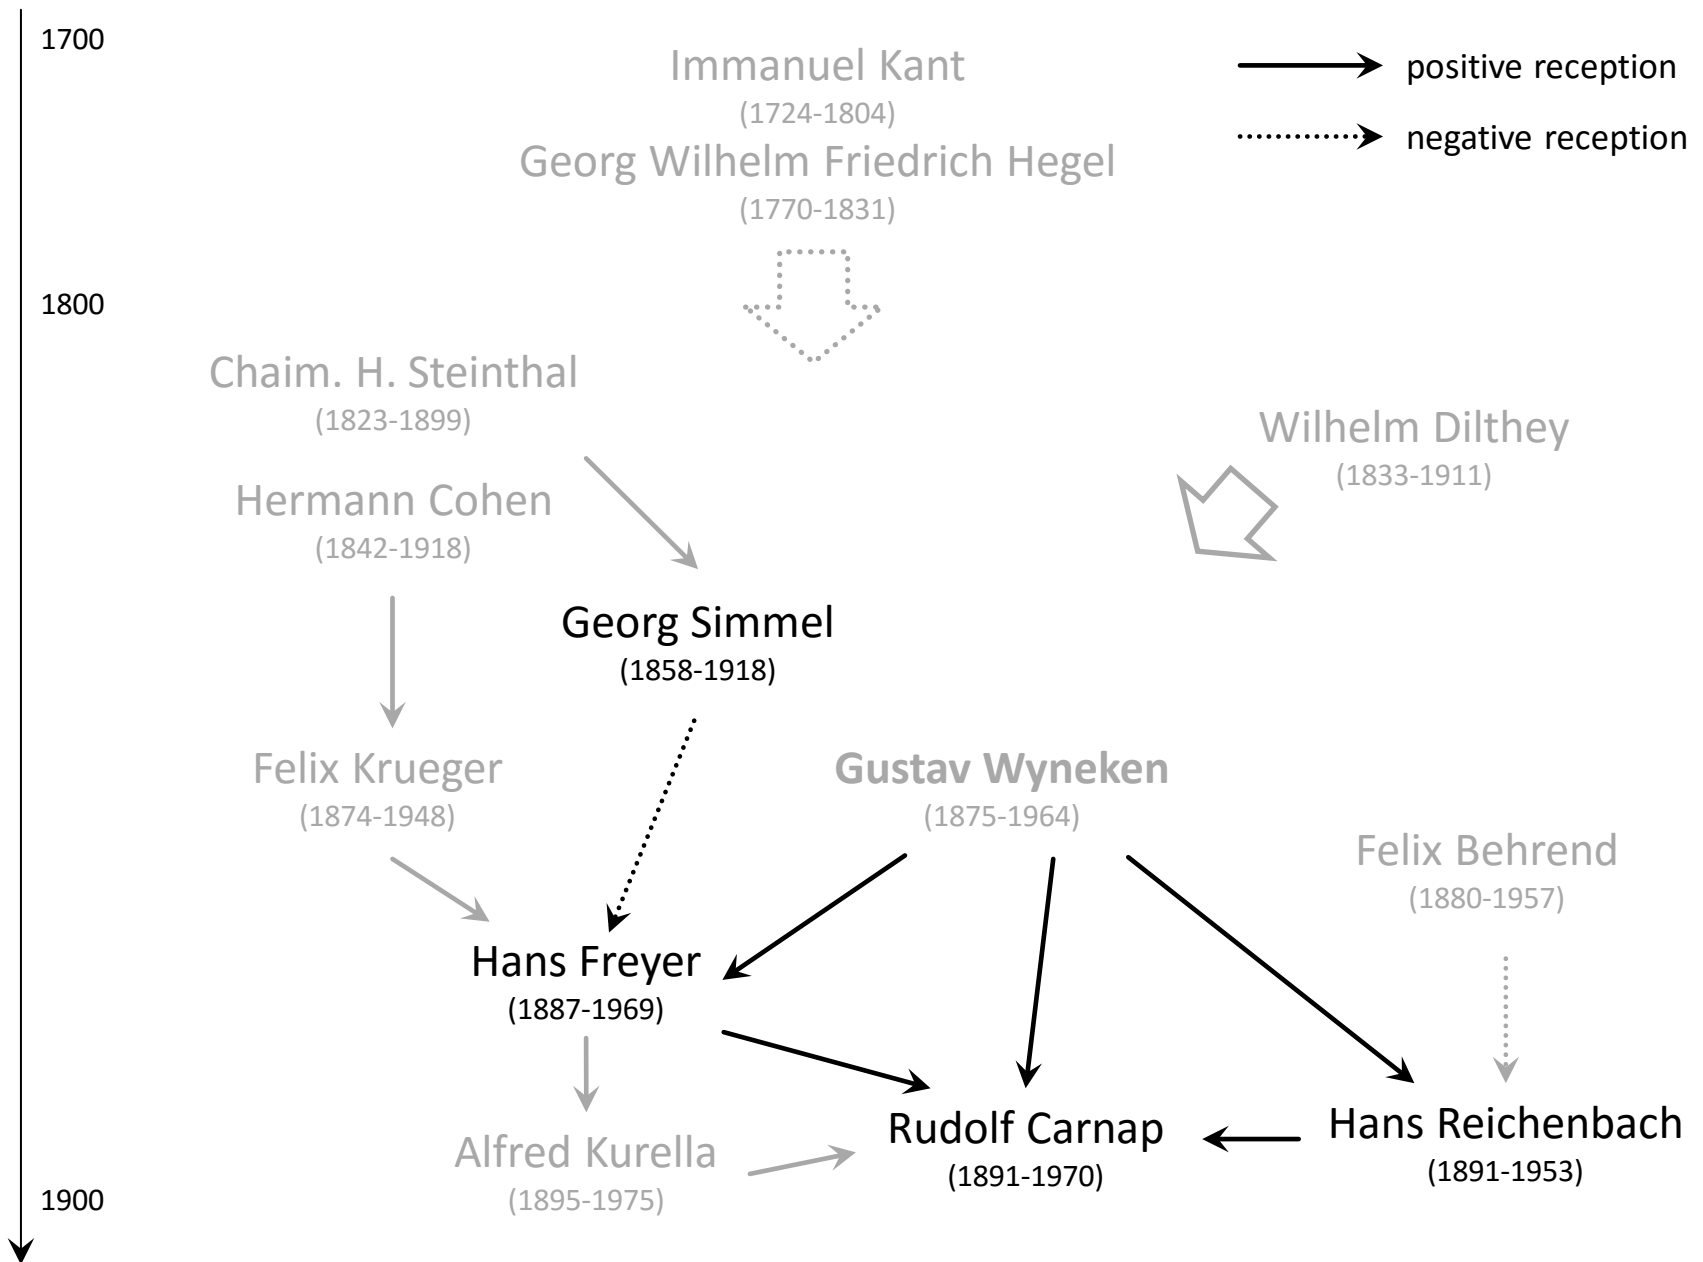 1700
Immanuel Kant
(1724-1804)
positive reception
negative reception
Georg Wilhelm Friedrich Hegel
(1770-1831)
1800
Chaim. H. Steinthal
(1823-1899)
Wilhelm Dilthey
(1833-1911)
Hermann Cohen
(1842-1918)
Georg Simmel
(1858-1918)
Felix Krueger
(1874-1948)
Gustav Wyneken
(1875-1964)
Felix Behrend
(1880-1957)
Hans Freyer
(1887-1969)
Alfred Kurella
(1895-1975)
Rudolf Carnap
(1891-1970)
Hans Reichenbach
(1891-1953)
1900